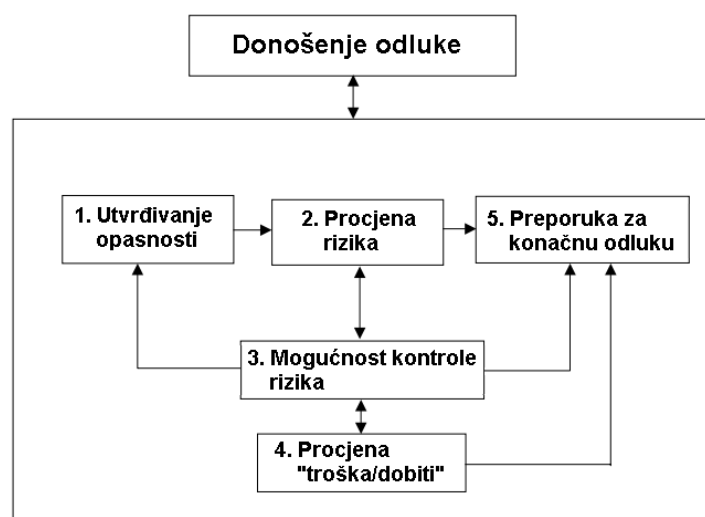 Donošenje odluke
1. Utvrđivanje
opasnosti
2. Procjena
rizika
5. Preporuka za
konačnu odluku
3. Mogućnost kontrole
rizika
4. Procjena
"troška/dobiti"